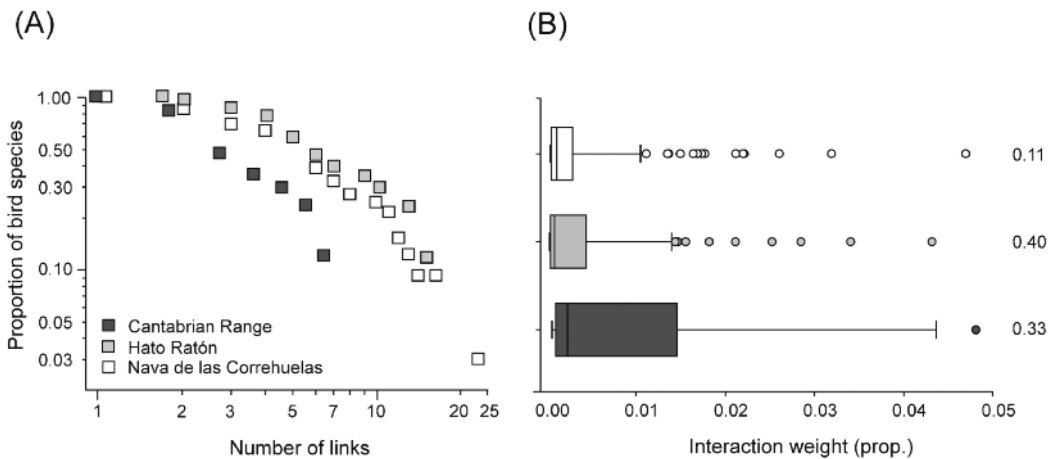 (A)
Proportion of bird species
1.00
0.50
0.30
0.10
0.05
0.03
Cantabrian Range
Hato Ratón
Nava de las Correhuelas
1 2 3 5 7 10 20 25
Number of links
(B)
0.11
0.40
0.33
0.00 0.01 0.02 0.03 0.04 0.05
Interaction weight (prop.)